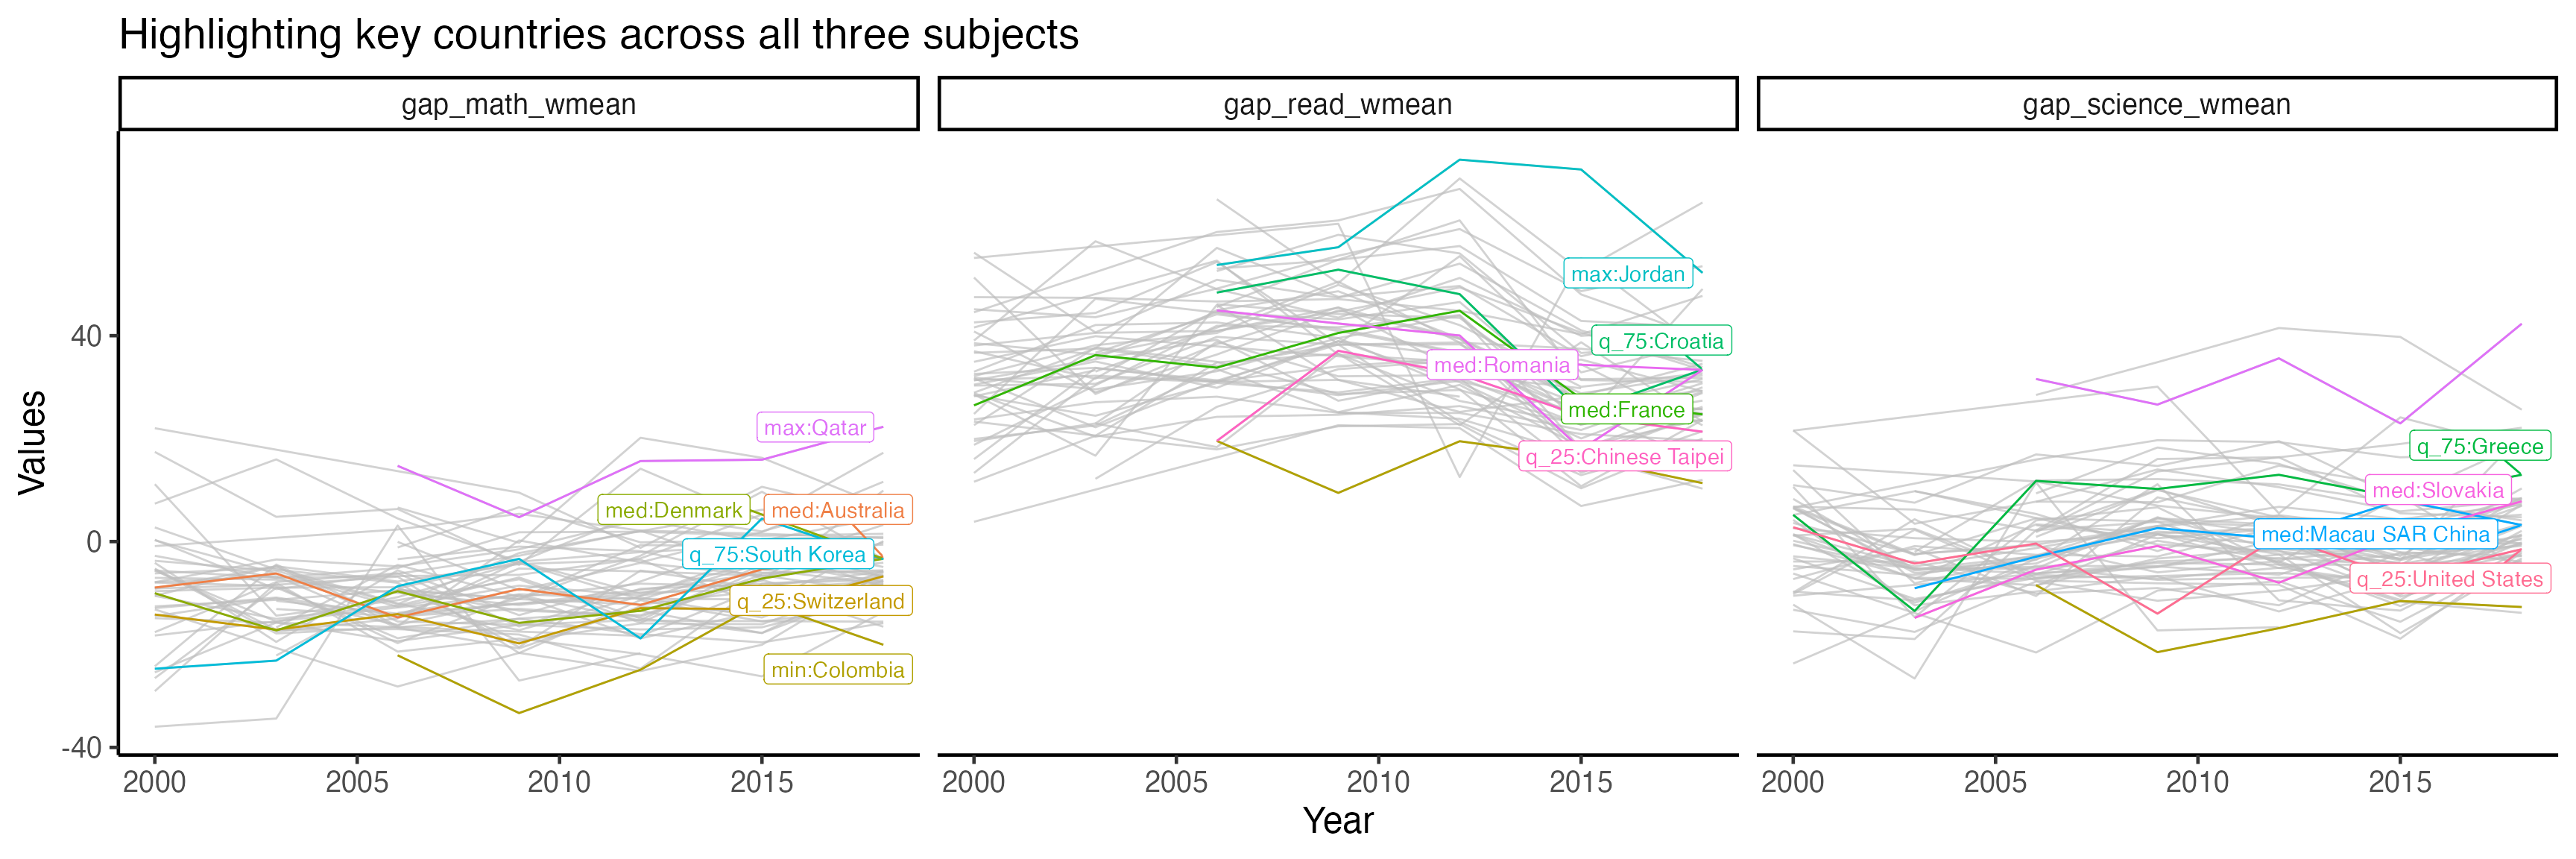 Highlighting key countries across all three subjects
gap_math_wmean
gap_read_wmean
gap_science_wmean
Values
40
0
-40
max:Qatar
med:Denmark
med:Australia
q_75:South Korea
q_25:Switzerland
min:Colombia
max:Jordan
q_75:Croatia
med:Romania
med:France
q_25:Chinese Taipei
q_75:Greece
med:Slovakia
med:Macau SAR China
q_25:United States
2000 2005 2010 2015
2000 2005 2010 2015
2000 2005 2010 2015
Year